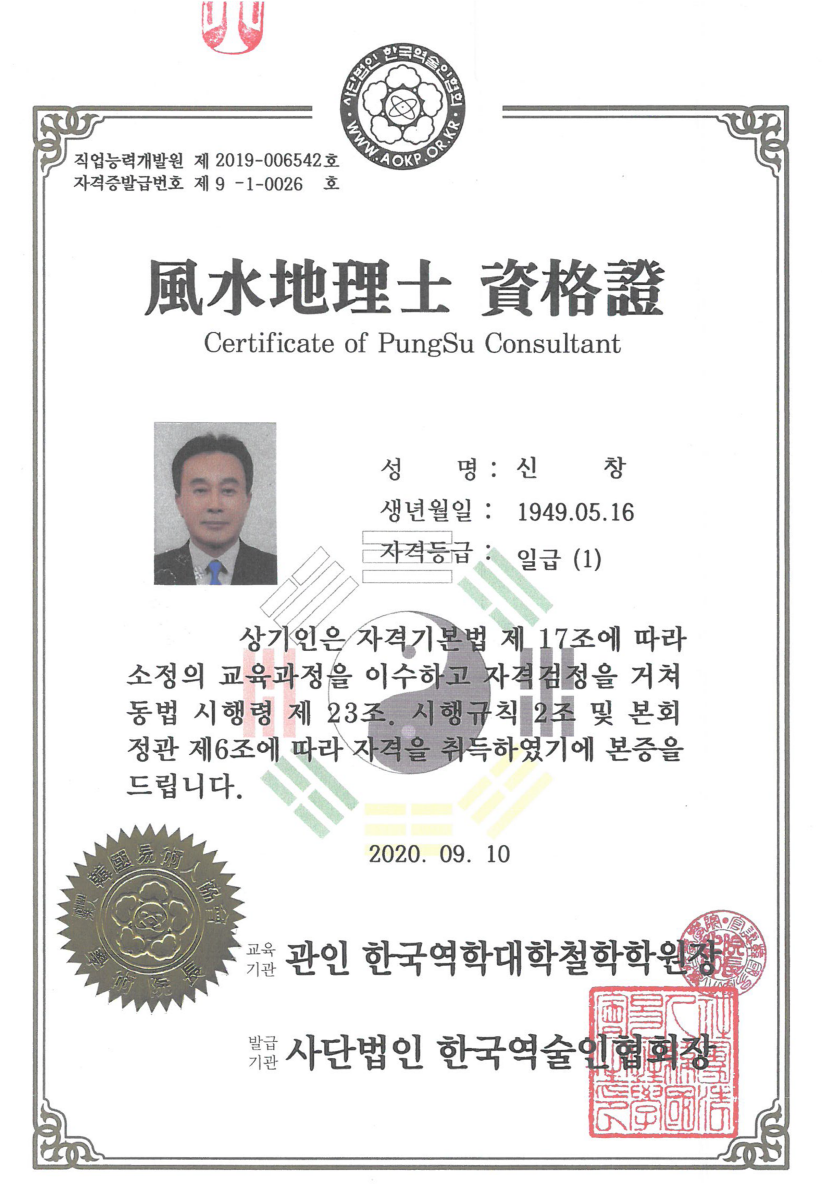 사단법인 한국역술인협회
WWW.AOKP.OR.KR
직업능력개발원 제 2019-006542호
자격증발급번호 제 9 -1-0026 호
風水地理士 資格證
Certificate of PungSu Consultant
성 명 : 신 창
생년월일 : 1949.05.16
자격등급 : 일급 (1)
상기인은 자격기본법 제 17조에 따라
소정의 교육과정을 이수하고 자격검정을 거쳐
동법 시행령 제 23조. 시행규칙 2조 및 본회
정관 제6조에 따라 자격을 취득하였기에 본증을
드립니다.
2020. 09. 10
韓國易術人協會
교육기관 관인 한국역학대학철학학원장
발급기관 사단법인 한국역술인협회장